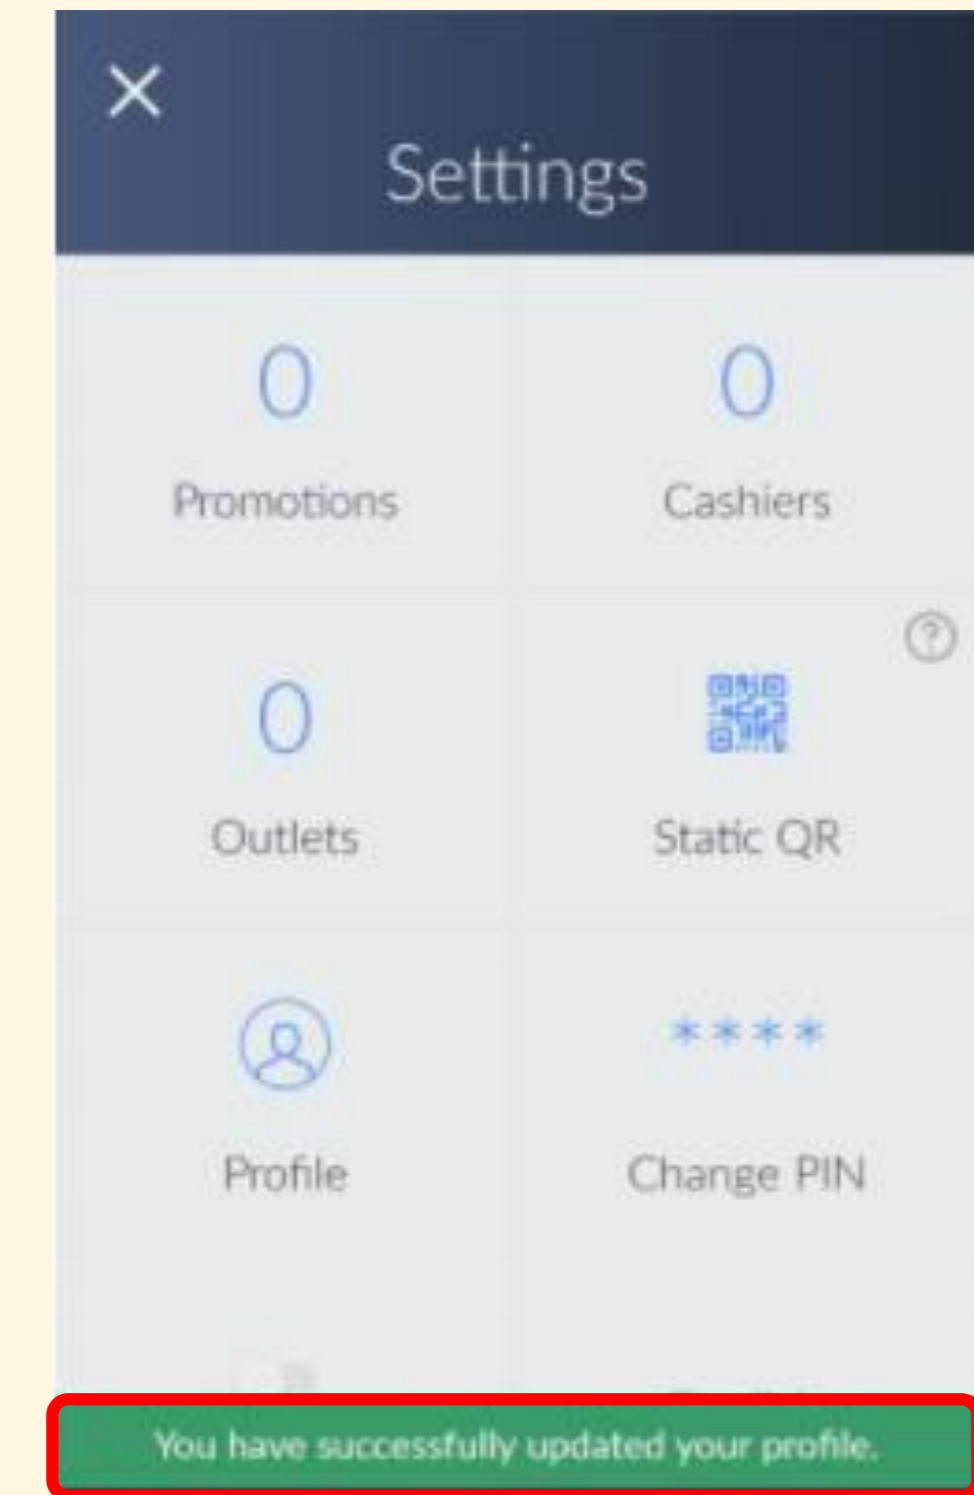 Settings
0
0
Promotions
Cashiers
?
0
Outlets
Static QR
****
Profile
Change PIN
You have successfully updated your profile.